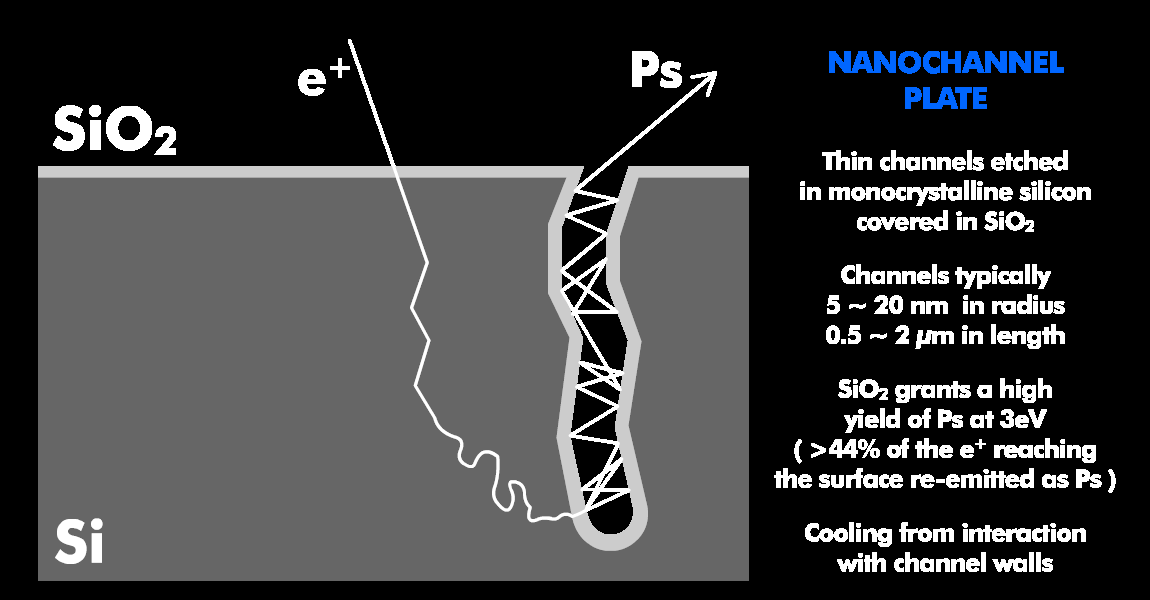 e⁺
Ps
SiO₂
Si
NANOCHANNEL
PLATE
Thin channels etched
in monocrystalline silicon
covered in SiO₂
Channels typically
5 ~ 20 nm in radius
0.5 ~ 2 μm in length
SiO₂ grants a high
yield of Ps at 3eV
( >44% of the e⁺ reaching
the surface re-emitted as Ps )
Cooling from interaction
with channel walls